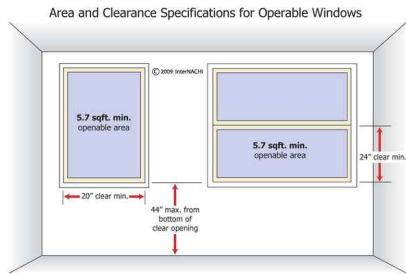 Area and Clearance Specifications for Operable Windows
© 2009 InterNACHI
5.7 sqft. min.
openable area
5.7 sqft. min.
openable area
24" clear min.
20" clear min.
44" max. from
bottom of
clear opening